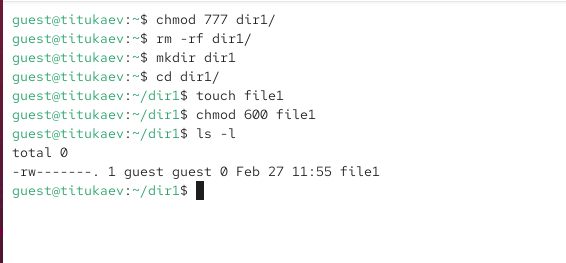 guest@titukaev:~$ chmod 777 dir1/
guest@titukaev:~$ rm -rf dir1/
guest@titukaev:~$ mkdir dir1
guest@titukaev:~$ cd dir1/
guest@titukaev:~/dir1$ touch file1
guest@titukaev:~/dir1$ chmod 600 file1
guest@titukaev:~/dir1$ ls -l
total 0
-rw-------. 1 guest guest 0 Feb 27 11:55 file1
guest@titukaev:~/dir1$